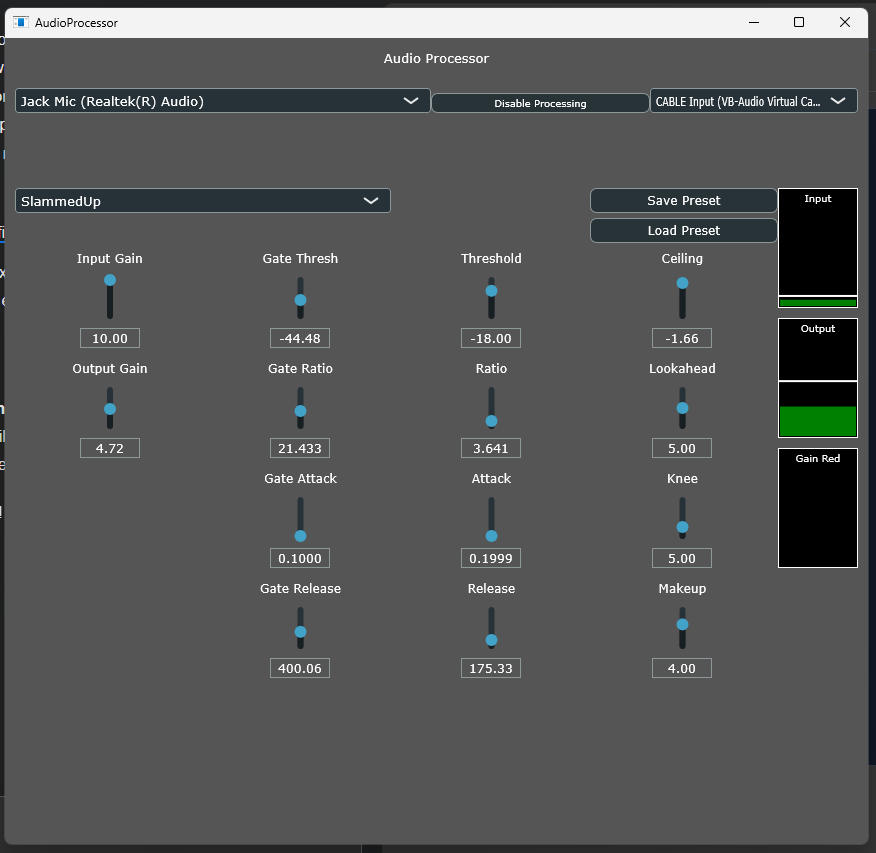 AudioProcessor
Audio Processor
Jack Mic (Realtek(R) Audio)
Disable Processing
CABLE Input (VB-Audio Virtual Ca...
SlammedUp
Save Preset
Load Preset
Input
Input Gain
Gate Thresh
Threshold
Ceiling
10.00
-44.48
-18.00
-1.66
Output
Output Gain
Gate Ratio
Ratio
Lookahead
4.72
21.433
3.641
5.00
Gain Red
Gate Attack
Attack
Knee
0.1000
0.1999
5.00
Gate Release
Release
Makeup
400.06
175.33
4.00